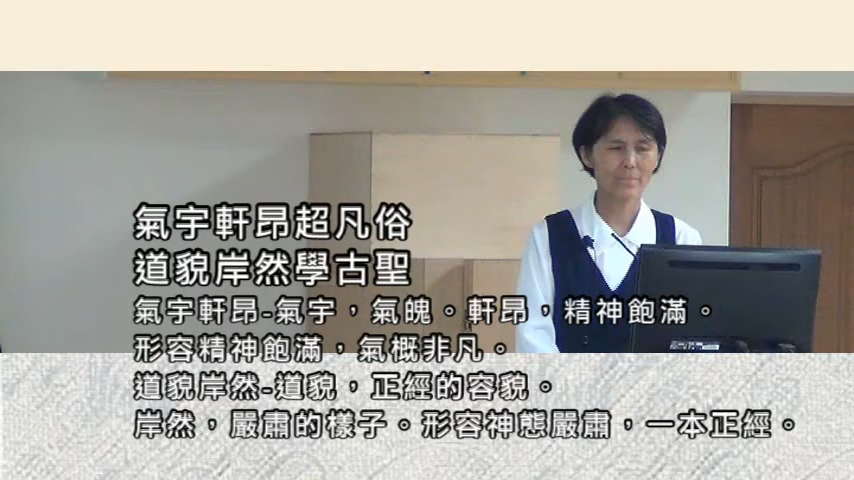 氣宇軒昂超凡俗
道貌岸然學古聖
氣宇軒昂-氣宇，氣魄。軒昂，精神飽滿。
形容精神飽滿，氣概非凡。
道貌岸然-道貌，正經的容貌。
岸然，嚴肅的樣子。形容神態嚴肅，一本正經。